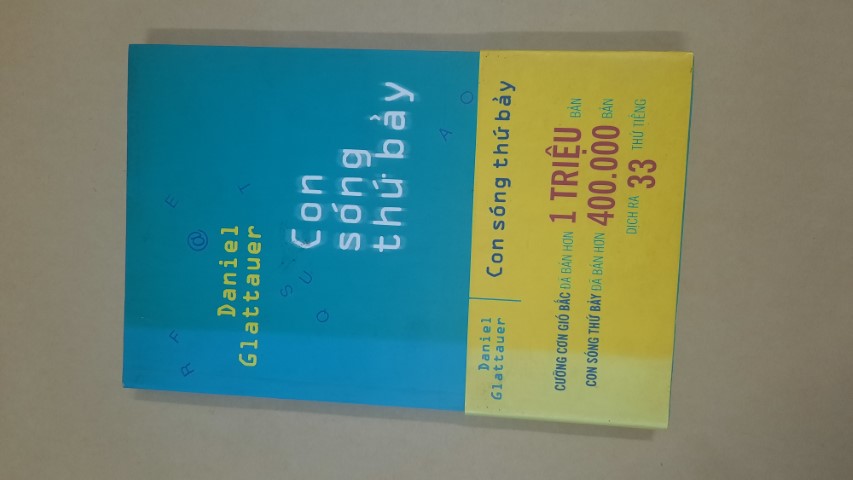 R F @ E
T
Daniel
Glattauer
S
U
O
Con
sóng
thứ bảy
A
O
Daniel
Glattauer
Con sóng thứ bảy
CƯỠNG CƠN GIÓ BẤC ĐÃ BÁN HƠN 1 TRIỆU BẢN
CON SÓNG THỨ BẢY ĐÃ BÁN HƠN 400.000 BẢN
DỊCH RA 33 THỨ TIẾNG